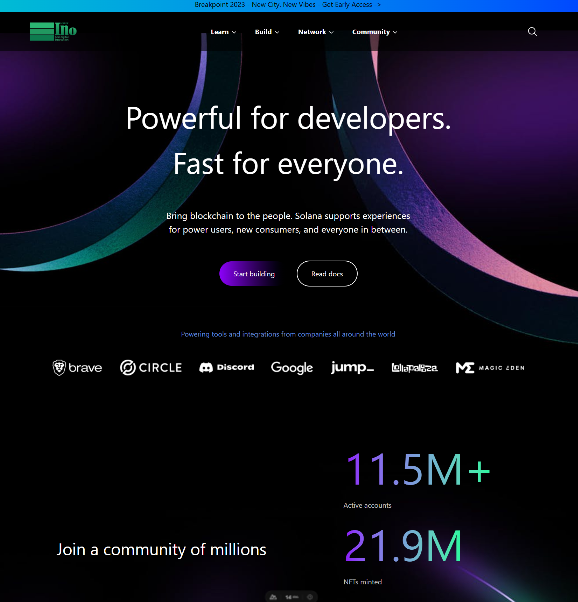 Breakpoint 2023 - New City. New Vibes - Get Early Access >
Ino
Learn Build Network Community
Powerful for developers.
Fast for everyone.
Bring blockchain to the people. Solana supports experiences
for power users, new consumers, and everyone in between.
Start building Read docs
Powering tools and integrations from companies all around the world
brave CIRCLE Discord Google jump_ Lollapalooza MAGIC EDEN
11.5M+
Active accounts
Join a community of millions
21.9M
NFTs minted